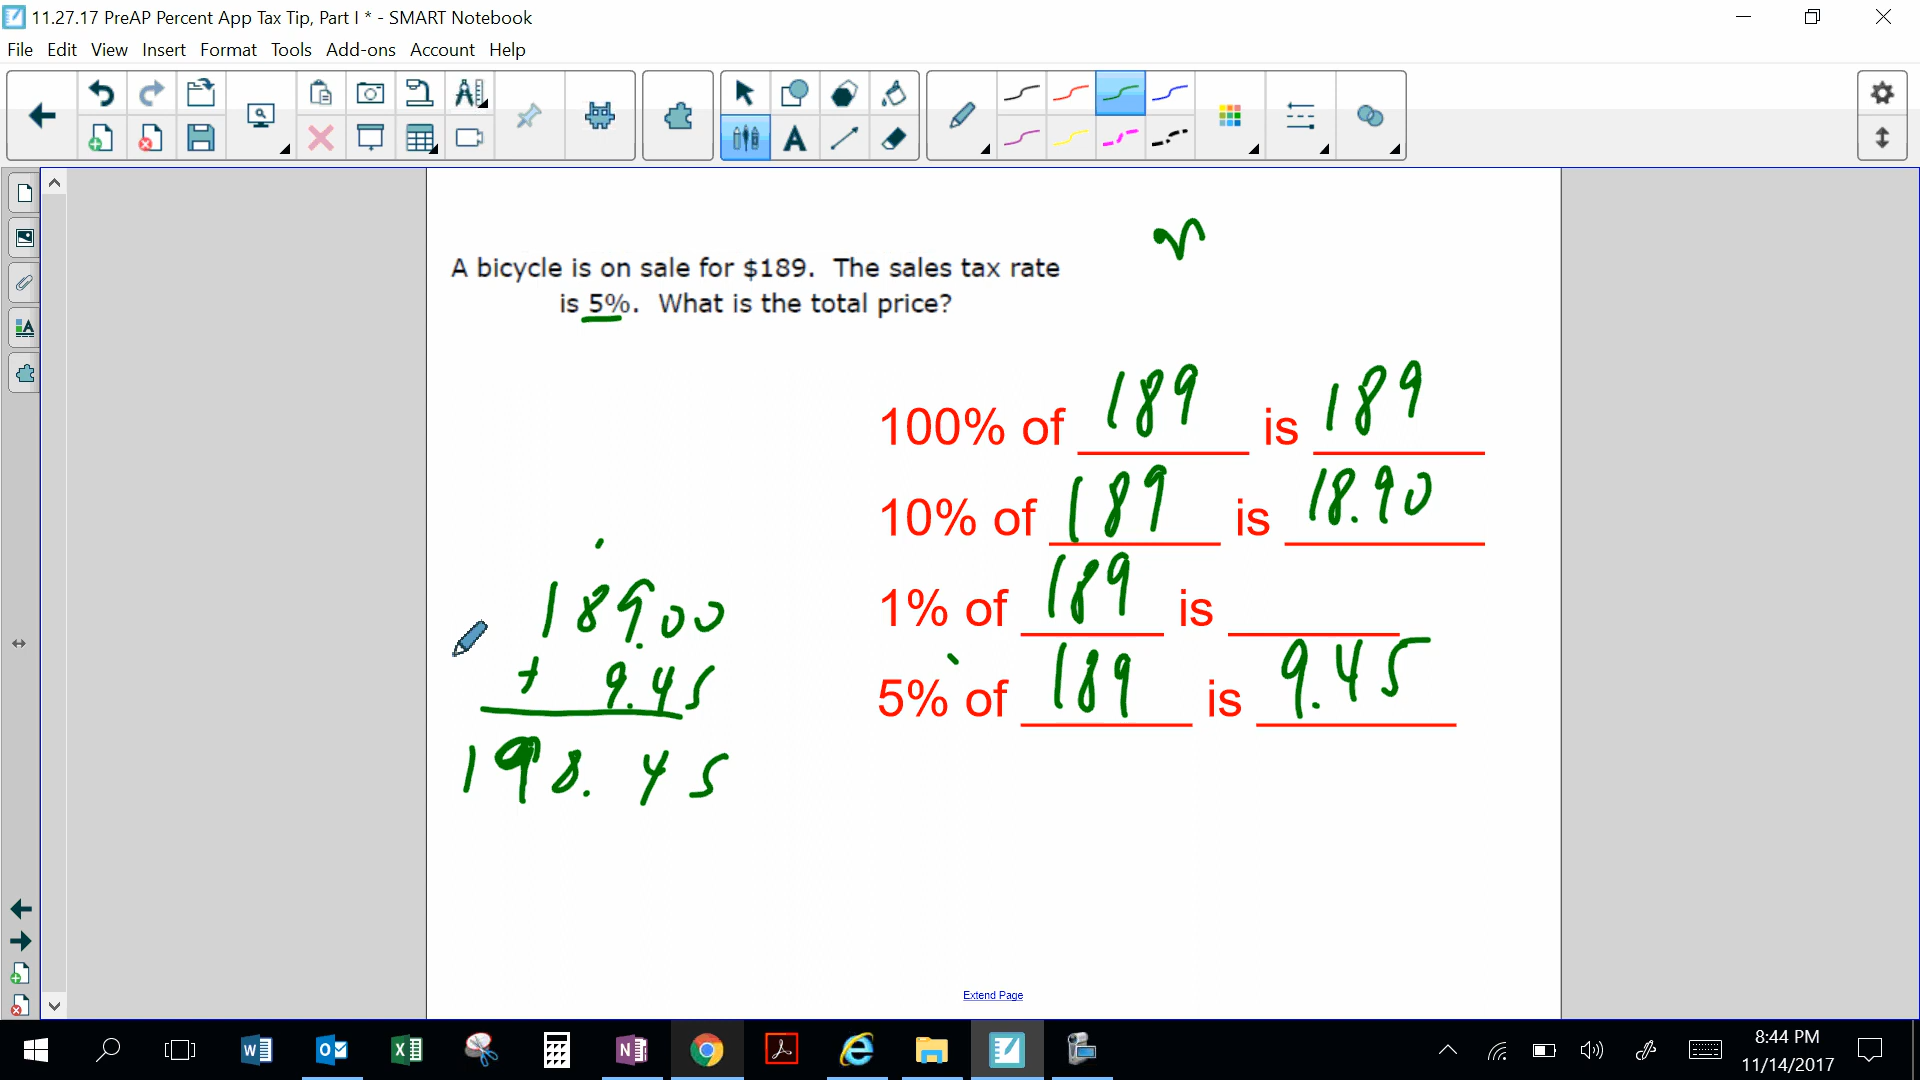 11.27.17 PreAP Percent App Tax Tip, Part I * - SMART Notebook
File Edit View Insert Format Tools Add-ons Account Help
A bicycle is on sale for $189. The sales tax rate
is 5%. What is the total price?
100% of 189 is 189
10% of 189 is 18.90
1% of 189 is
5% of 189 is 9.45
189.00
+ 9.45
198.45
Extend Page
8:44 PM
11/14/2017